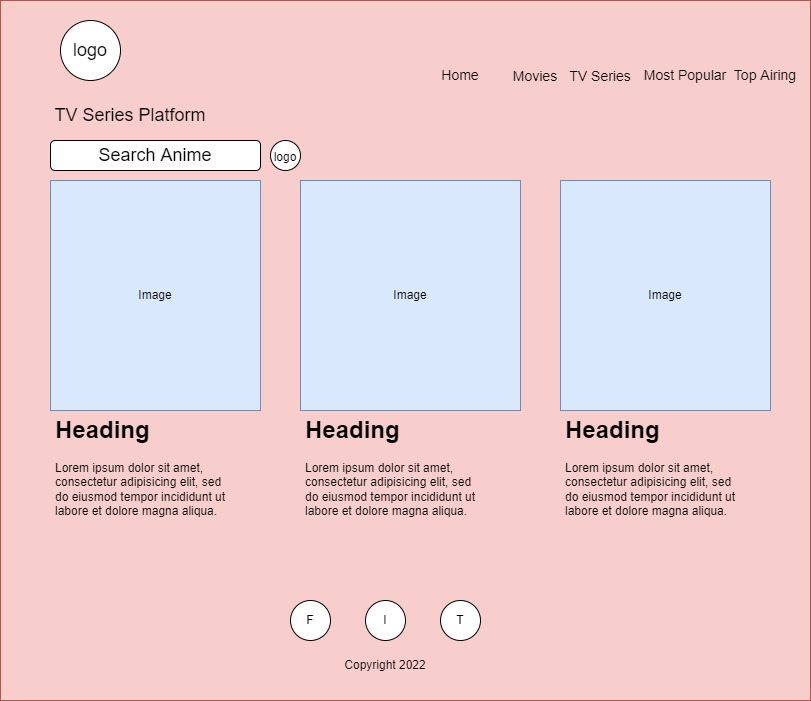 logo
Home
Movies
TV Series
Most Popular
Top Airing
TV Series Platform
Search Anime
logo
Image
Image
Image
Heading
Lorem ipsum dolor sit amet,
consectetur adipisicing elit, sed
do eiusmod tempor incididunt ut
labore et dolore magna aliqua.
Heading
Lorem ipsum dolor sit amet,
consectetur adipisicing elit, sed
do eiusmod tempor incididunt ut
labore et dolore magna aliqua.
Heading
Lorem ipsum dolor sit amet,
consectetur adipisicing elit, sed
do eiusmod tempor incididunt ut
labore et dolore magna aliqua.
F
I
T
Copyright 2022